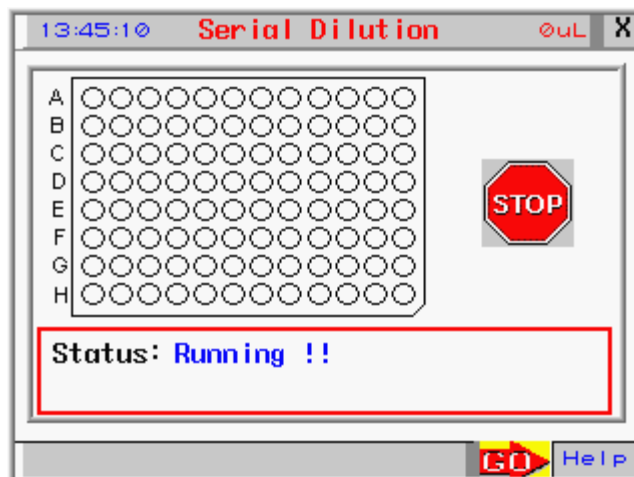 13:45:10 Serial Dilution 0uL X
A
B
C
D
E
F
G
H
STOP
Status: Running !!
GO Help